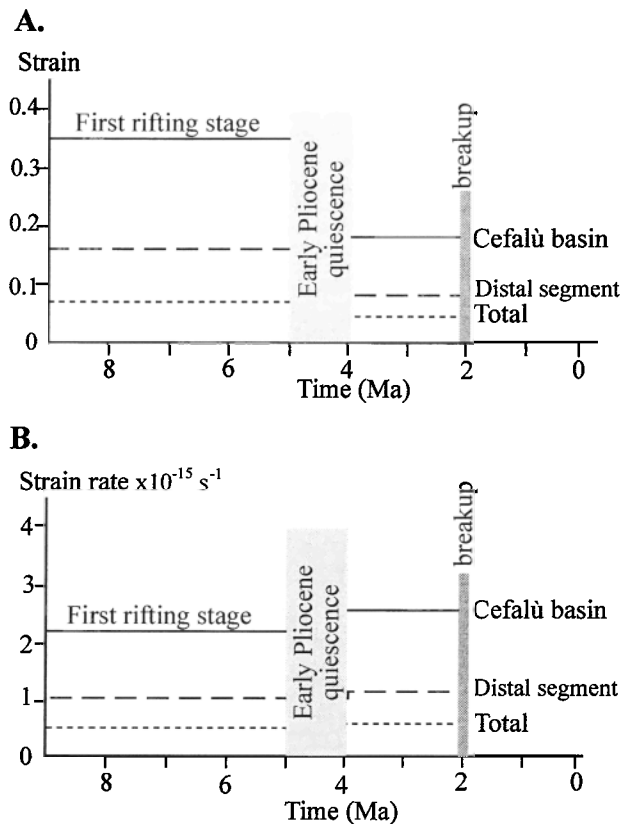 A.
Strain
0.4
First rifting stage
0.3
0.2
0.1
0
Early Pliocene
quiescence
breakup
Cefalù basin
Distal segment
Total
8
6
4
2
0
Time (Ma)
B.
Strain rate x10⁻¹⁵ s⁻¹
4
3
First rifting stage
2
1
0
Early Pliocene
quiescence
breakup
Cefalù basin
Distal segment
Total
8
6
4
2
0
Time (Ma)